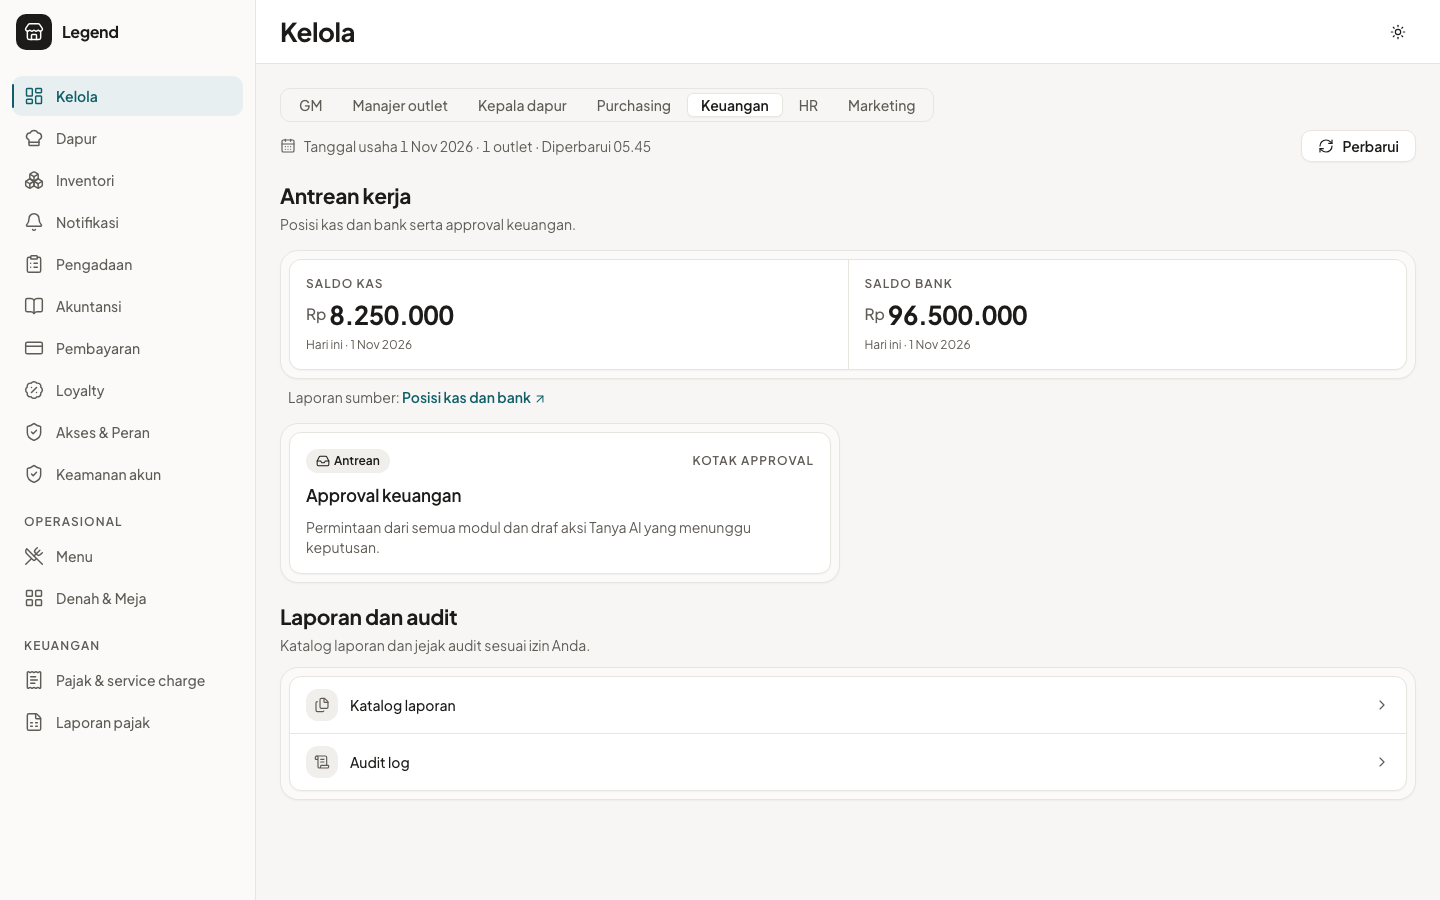 Legend
Kelola
Dapur
Inventori
Notifikasi
Pengadaan
Akuntansi
Pembayaran
Loyalty
Akses & Peran
Keamanan akun
OPERASIONAL
Menu
Denah & Meja
KEUANGAN
Pajak & service charge
Laporan pajak
Kelola
GM Manajer outlet Kepala dapur Purchasing Keuangan HR Marketing
Tanggal usaha 1 Nov 2026 · 1 outlet · Diperbarui 05.45
Perbarui
Antrean kerja
Posisi kas dan bank serta approval keuangan.
SALDO KAS
Rp 8.250.000
Hari ini · 1 Nov 2026
SALDO BANK
Rp 96.500.000
Hari ini · 1 Nov 2026
Laporan sumber: Posisi kas dan bank
Antrean
KOTAK APPROVAL
Approval keuangan
Permintaan dari semua modul dan draf aksi Tanya AI yang menunggu
keputusan.
Laporan dan audit
Katalog laporan dan jejak audit sesuai izin Anda.
Katalog laporan
Audit log